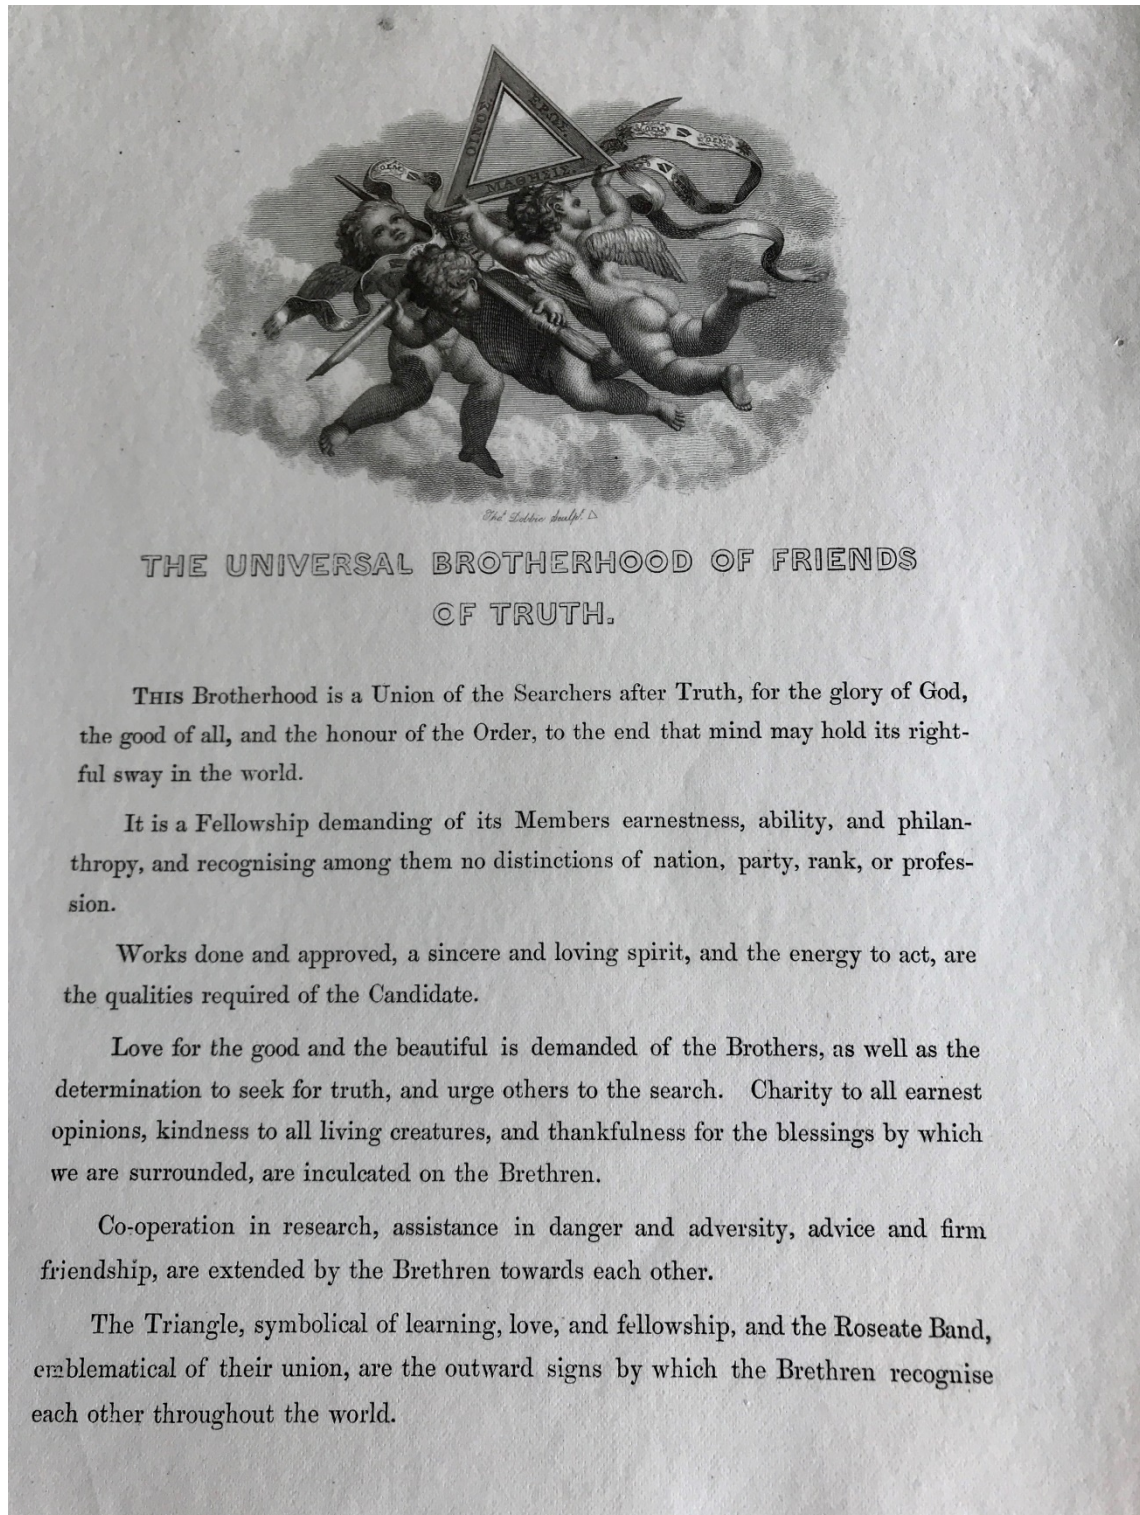 ΟΙΝΟΣ.
ΕΡΩΣ.
ΜΑΘΗΣΙΣ.
Thos. Dobbie Sculpt. Δ
THE UNIVERSAL BROTHERHOOD OF FRIENDS
OF TRUTH.
THIS Brotherhood is a Union of the Searchers after Truth, for the glory of God,
the good of all, and the honour of the Order, to the end that mind may hold its right-
ful sway in the world.
It is a Fellowship demanding of its Members earnestness, ability, and philan-
thropy, and recognising among them no distinctions of nation, party, rank, or profes-
sion.
Works done and approved, a sincere and loving spirit, and the energy to act, are
the qualities required of the Candidate.
Love for the good and the beautiful is demanded of the Brothers, as well as the
determination to seek for truth, and urge others to the search. Charity to all earnest
opinions, kindness to all living creatures, and thankfulness for the blessings by which
we are surrounded, are inculcated on the Brethren.
Co-operation in research, assistance in danger and adversity, advice and firm
friendship, are extended by the Brethren towards each other.
The Triangle, symbolical of learning, love, and fellowship, and the Roseate Band,
emblematical of their union, are the outward signs by which the Brethren recognise
each other throughout the world.